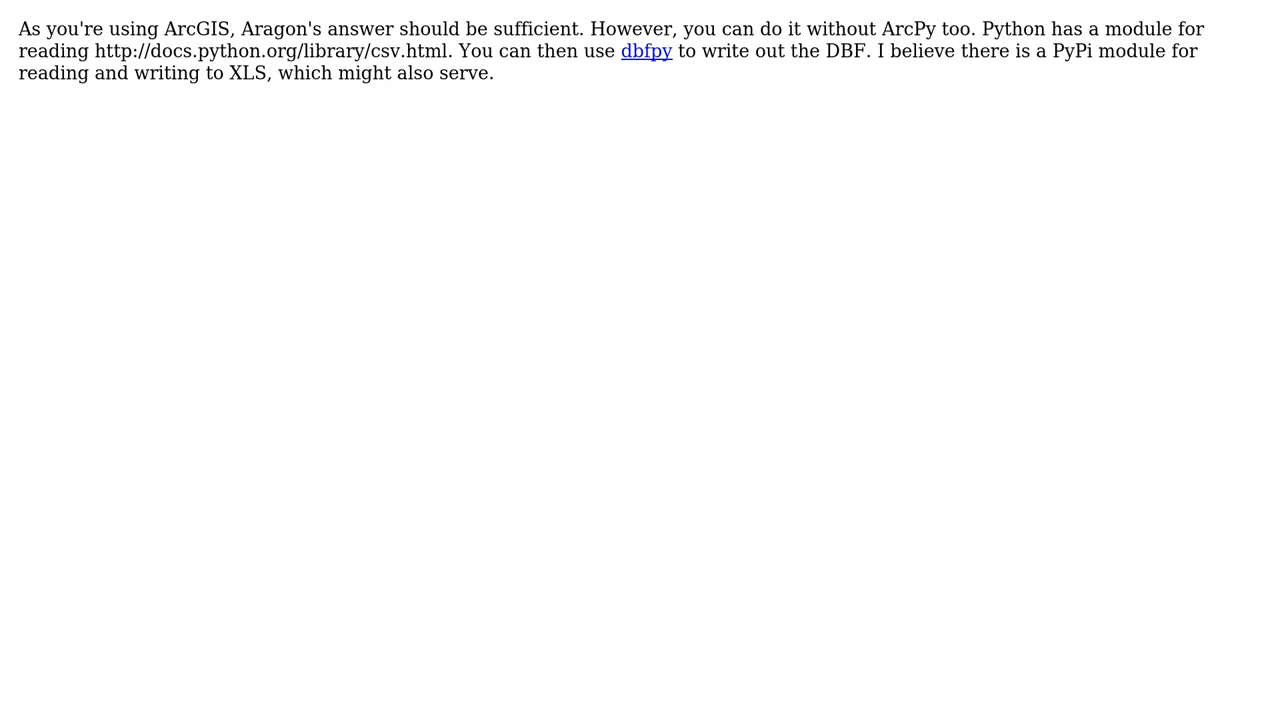 As you're using ArcGIS, Aragon's answer should be sufficient. However, you can do it without ArcPy too. Python has a module for
reading http://docs.python.org/library/csv.html. You can then use dbfpy to write out the DBF. I believe there is a PyPi module for
reading and writing to XLS, which might also serve.